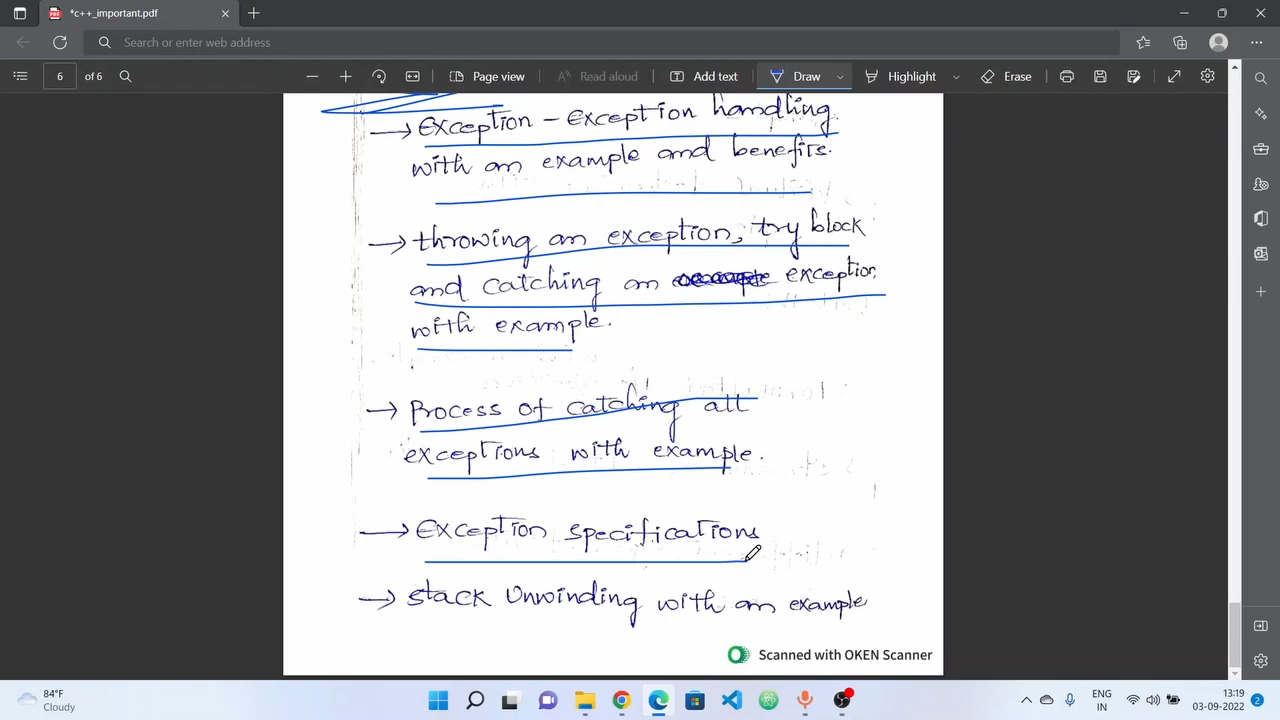 *c++_important.pdf
Search or enter web address
6 of 6 Page view Read aloud Add text Draw Highlight Erase
→ Exception - exception handling
with an example and benefits.
→ throwing an exception, try block
and catching an exception
with example.
→ Process of catching all
exceptions with example.
→ Exception specifications
→ stack Unwinding with an example
Scanned with OKEN Scanner
84°F
Cloudy
ENG
IN
13:19
03-09-2022
2